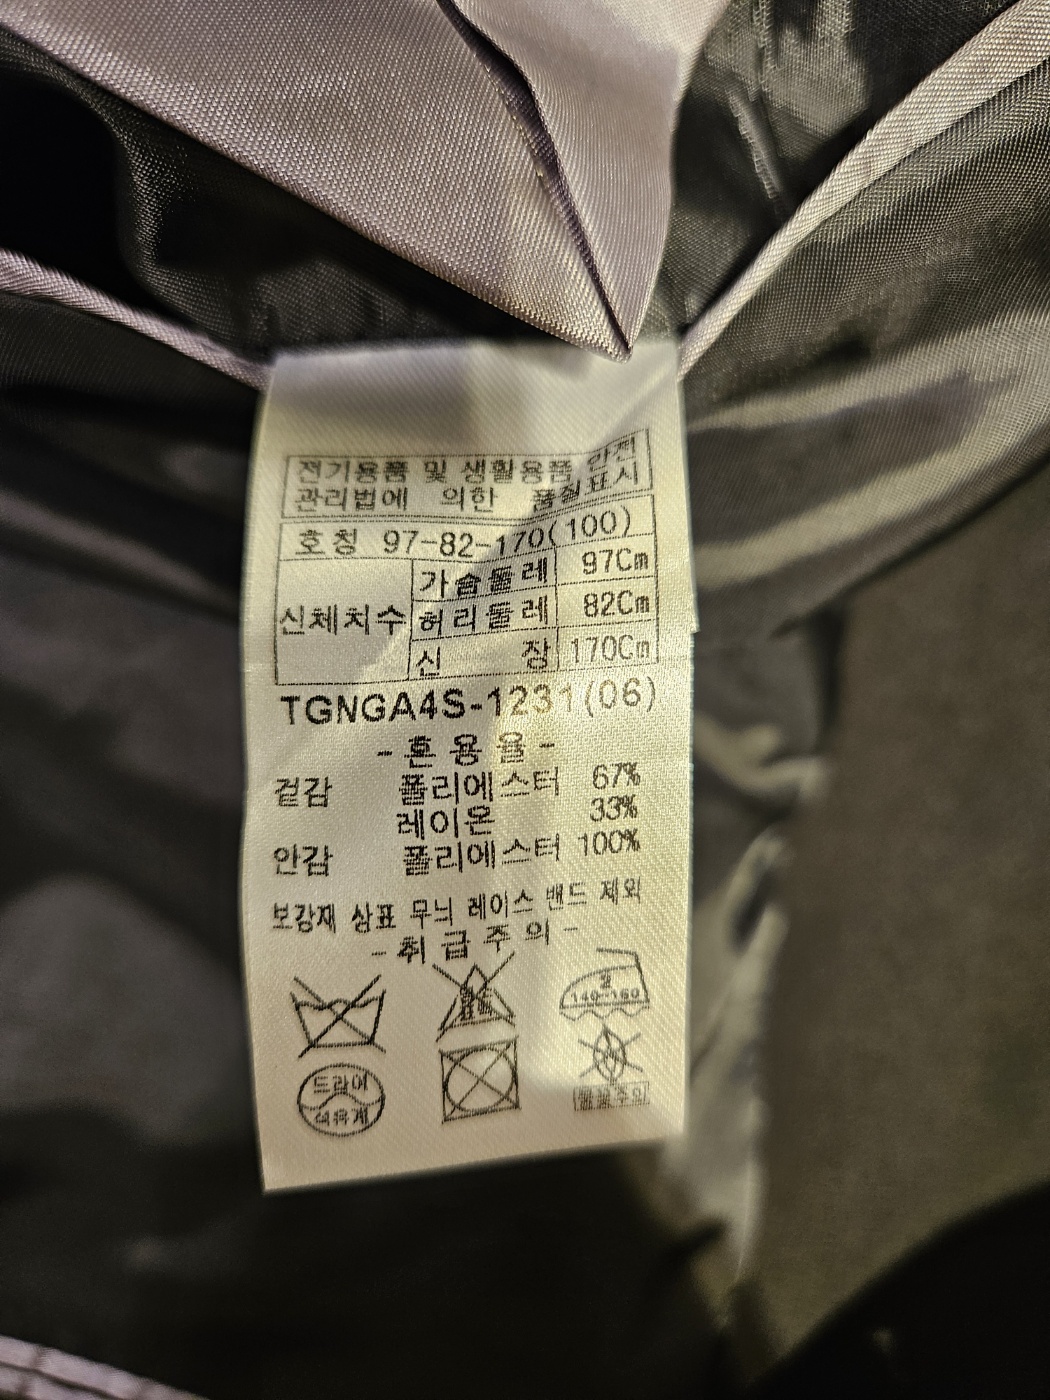 전기용품 및 생활용품 안전
관리법에 의한 품질표시
호칭 97-82-170(100)
신체치수
가슴둘레 97Cm
허리둘레 82Cm
신 장 170Cm
TGNGA4S-1231(06)
- 혼 용 율 -
겉감 폴리에스터 67%
레이온 33%
안감 폴리에스터 100%
보강재 상표 무늬 레이스 밴드 제외
- 취 급 주 의 -
2
140~160
드라이
석유계